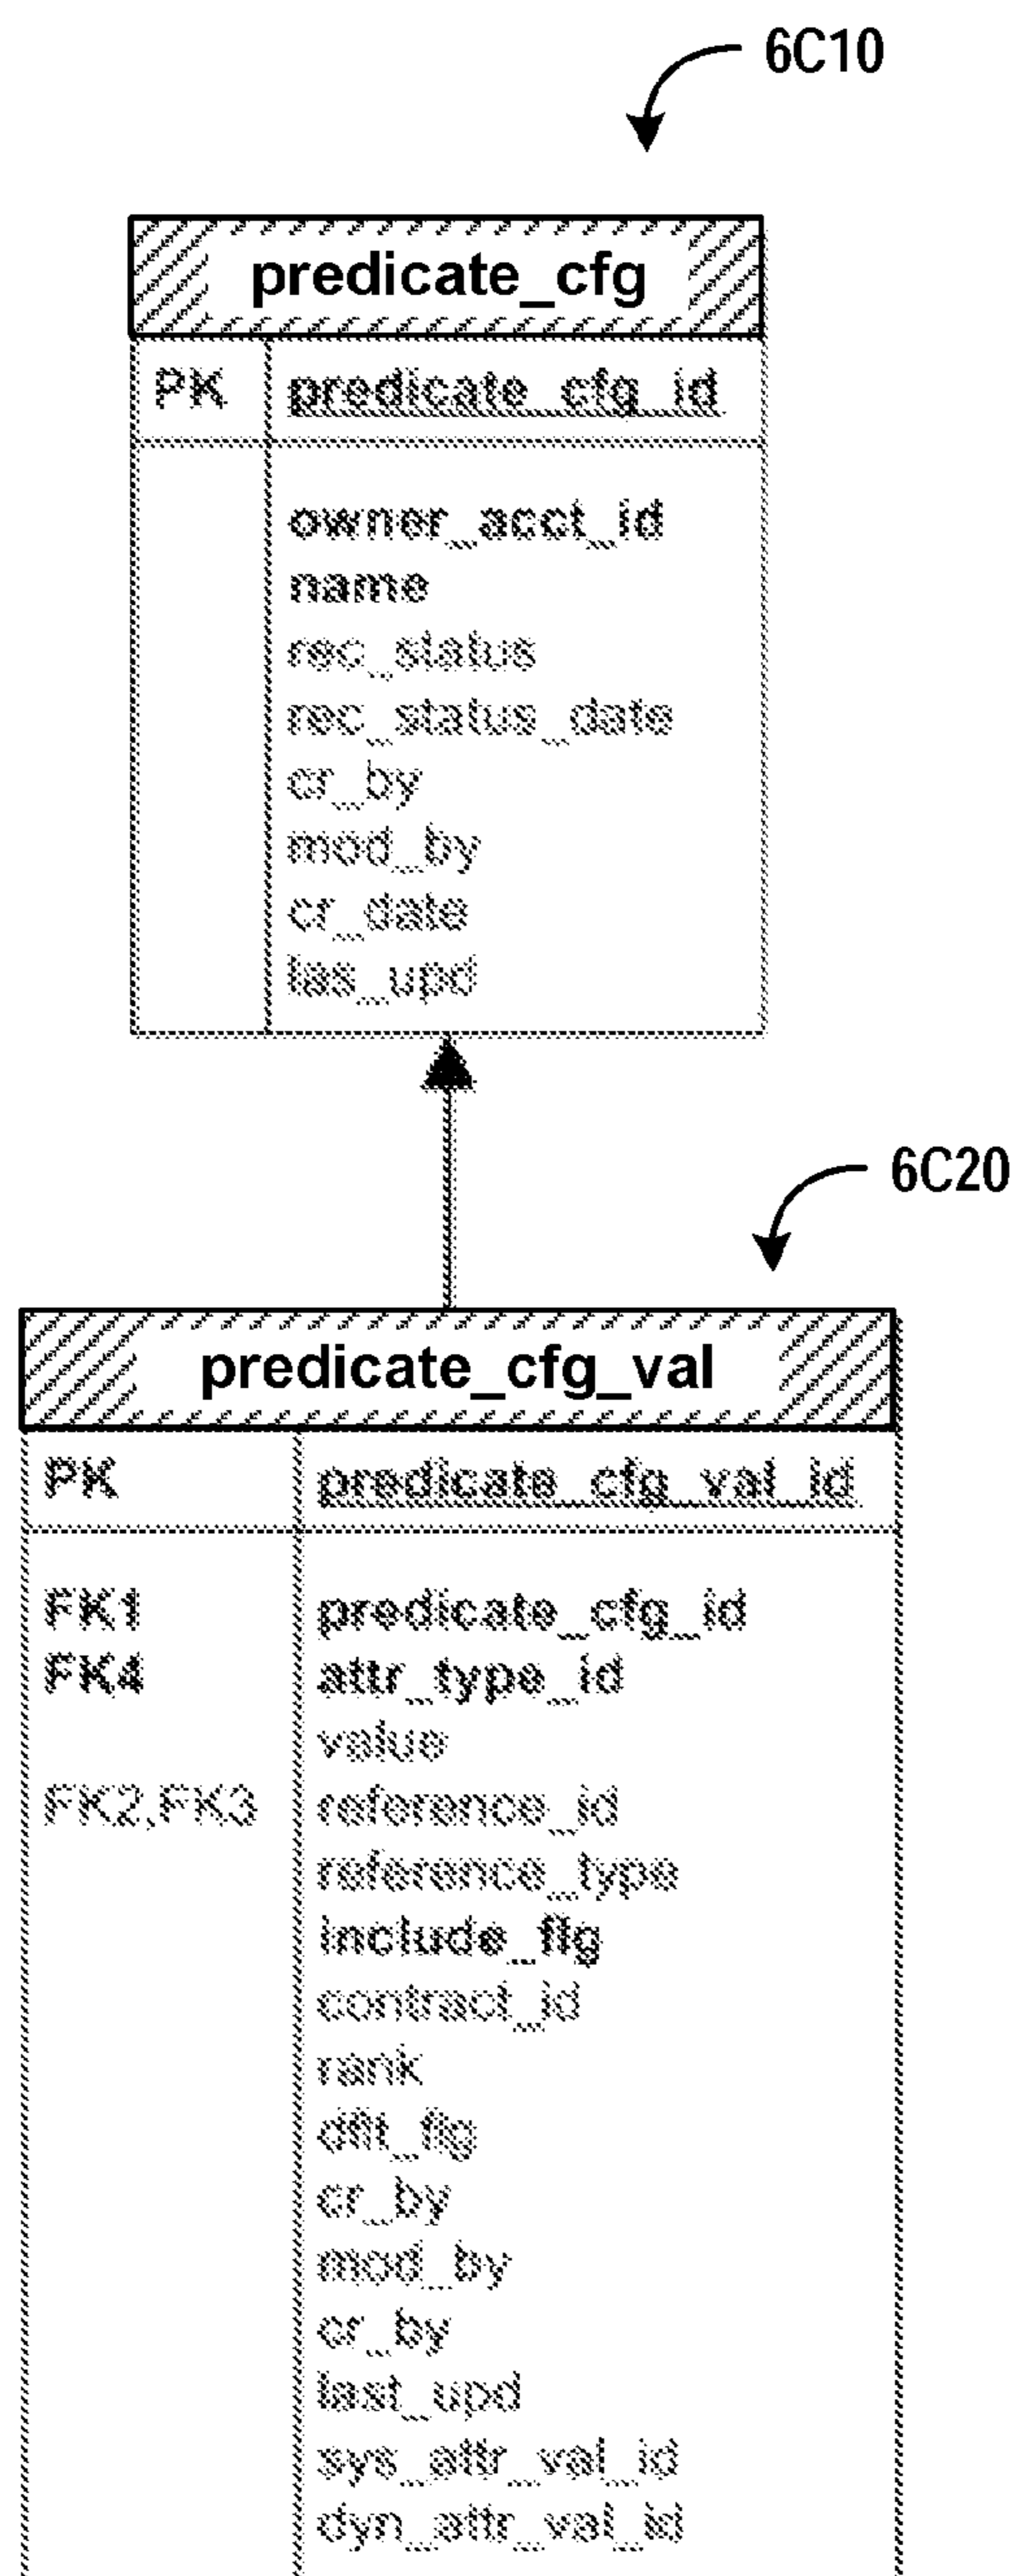 6C10
predicate_cfg
PK predicate_cfg_id
owner_acct_id
name
rec_status
rec_status_date
cr_by
mod_by
cr_date
las_upd
6C20
predicate_cfg_val
PK predicate_cfg_val_id
FK1 predicate_cfg_id
FK4 attr_type_id
value
FK2,FK3 reference_id
reference_type
include_flg
contract_id
rank
dflt_flg
cr_by
mod_by
cr_by
last_upd
sys_attr_val_id
dyn_attr_val_id